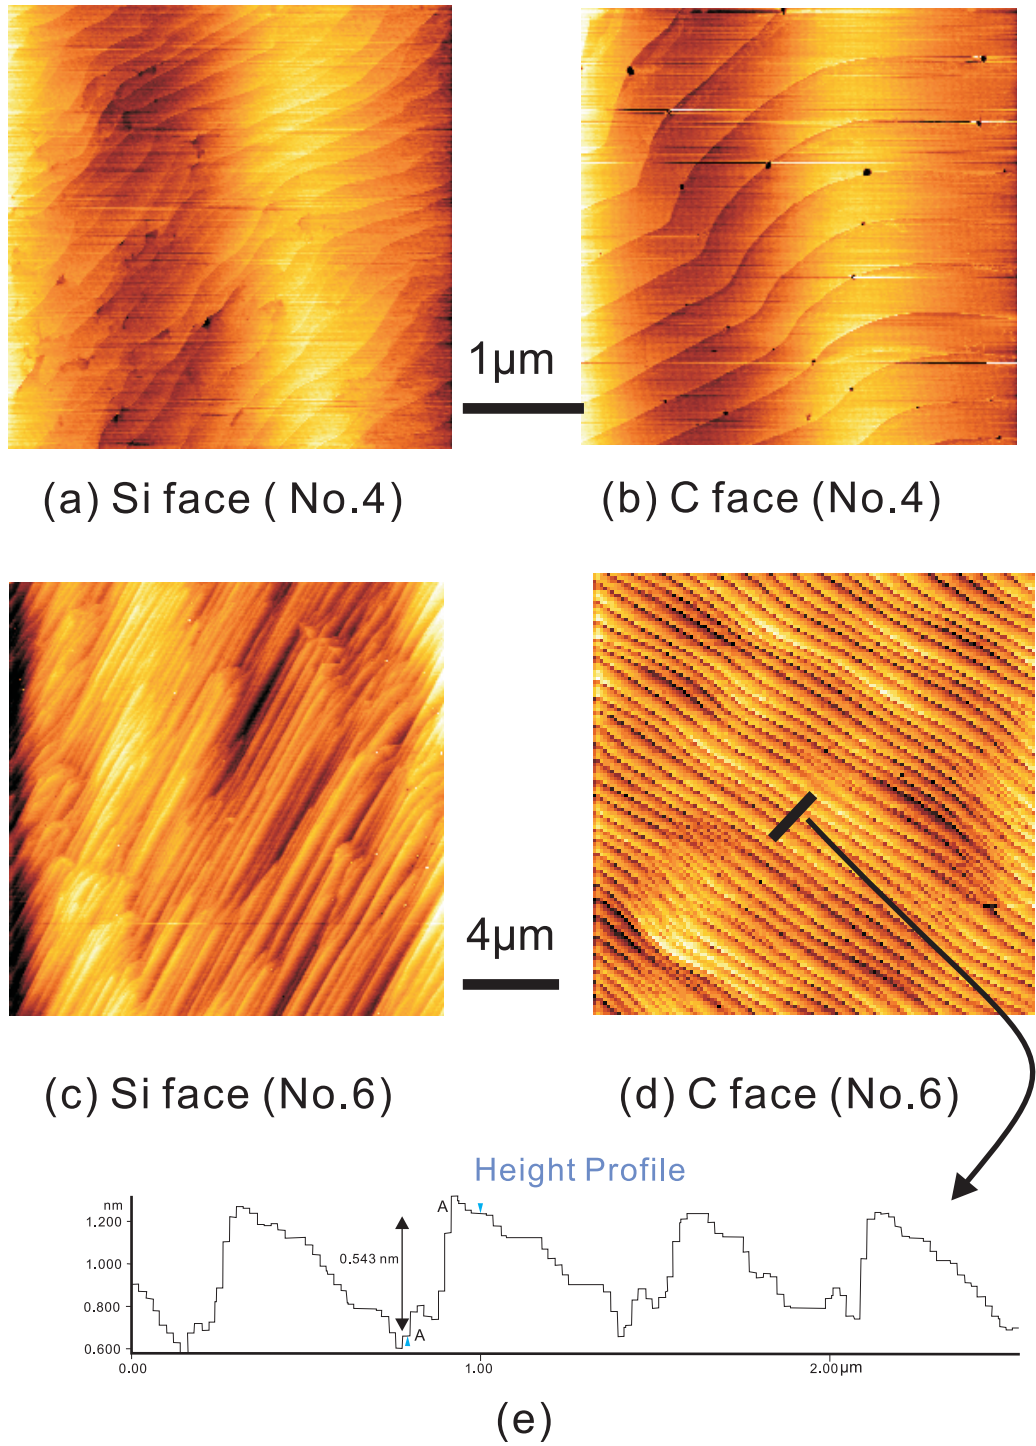 1μm
(a) Si face ( No.4)
(b) C face (No.4)
4μm
(c) Si face (No.6)
(d) C face (No.6)
Height Profile
nm
1.200
1.000
0.800
0.600
A
0.543 nm
A
0.00
1.00
2.00μm
(e)